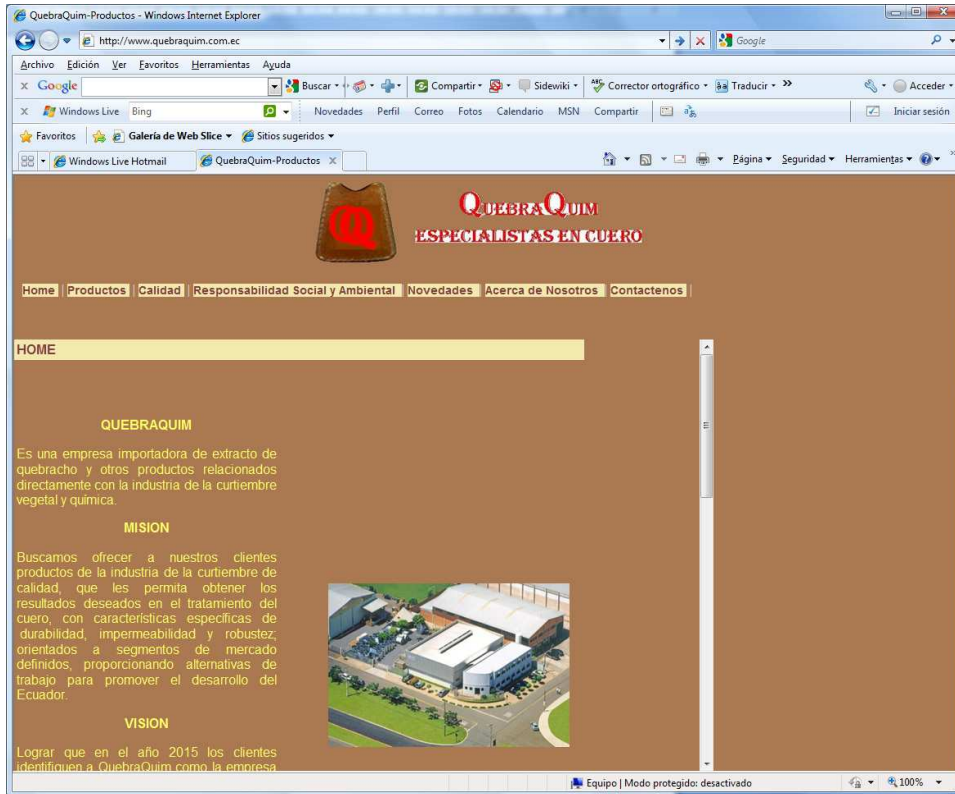 QuebraQuim-Productos - Windows Internet Explorer
http://www.quebraquim.com.ec
Google
Archivo Edición Ver Favoritos Herramientas Ayuda
x Google Buscar Compartir Sidewiki Corrector ortográfico Traducir Acceder
x Windows Live Bing Novedades Perfil Correo Fotos Calendario MSN Compartir Iniciar sesión
Favoritos Galería de Web Slice Sitios sugeridos
Windows Live Hotmail QuebraQuim-Productos X Página Seguridad Herramientas
QQ
QUEBRAQUIM
ESPECIALISTAS EN CUERO
Home | Productos | Calidad | Responsabilidad Social y Ambiental | Novedades | Acerca de Nosotros | Contactenos |
HOME
QUEBRAQUIM
Es una empresa importadora de extracto de
quebracho y otros productos relacionados
directamente con la industria de la curtiembre
vegetal y química.
MISION
Buscamos ofrecer a nuestros clientes
productos de la industria de la curtiembre de
calidad, que les permita obtener los
resultados deseados en el tratamiento del
cuero, con características específicas de
durabilidad, impermeabilidad y robustez;
orientados a segmentos de mercado
definidos, proporcionando alternativas de
trabajo para promover el desarrollo del
Ecuador.
VISION
Lograr que en el año 2015 los clientes
identifiquen a QuebraQuim como la empresa
Equipo | Modo protegido: desactivado 100%